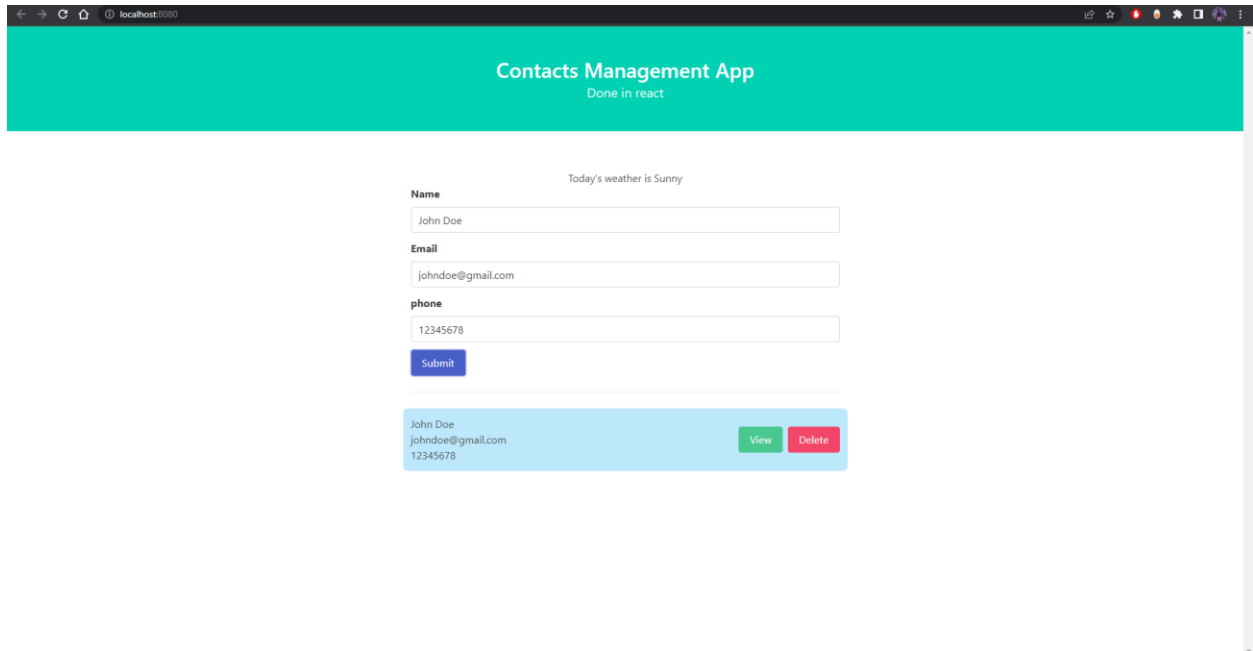 localhost:8080
Contacts Management App
Done in react
Today's weather is Sunny
Name
John Doe
Email
johndoe@gmail.com
phone
12345678
Submit
John Doe
johndoe@gmail.com
12345678
View Delete